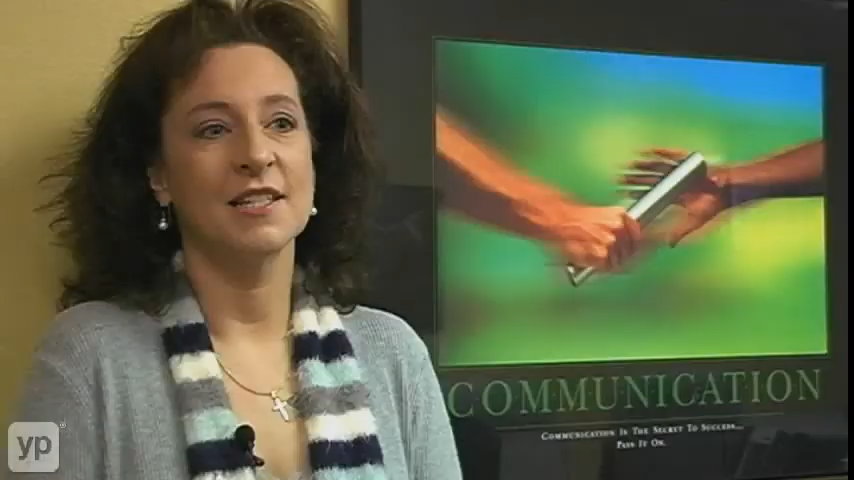 COMMUNICATION
COMMUNICATION IS THE SECRET TO SUCCESS...
PASS IT ON.
yp®